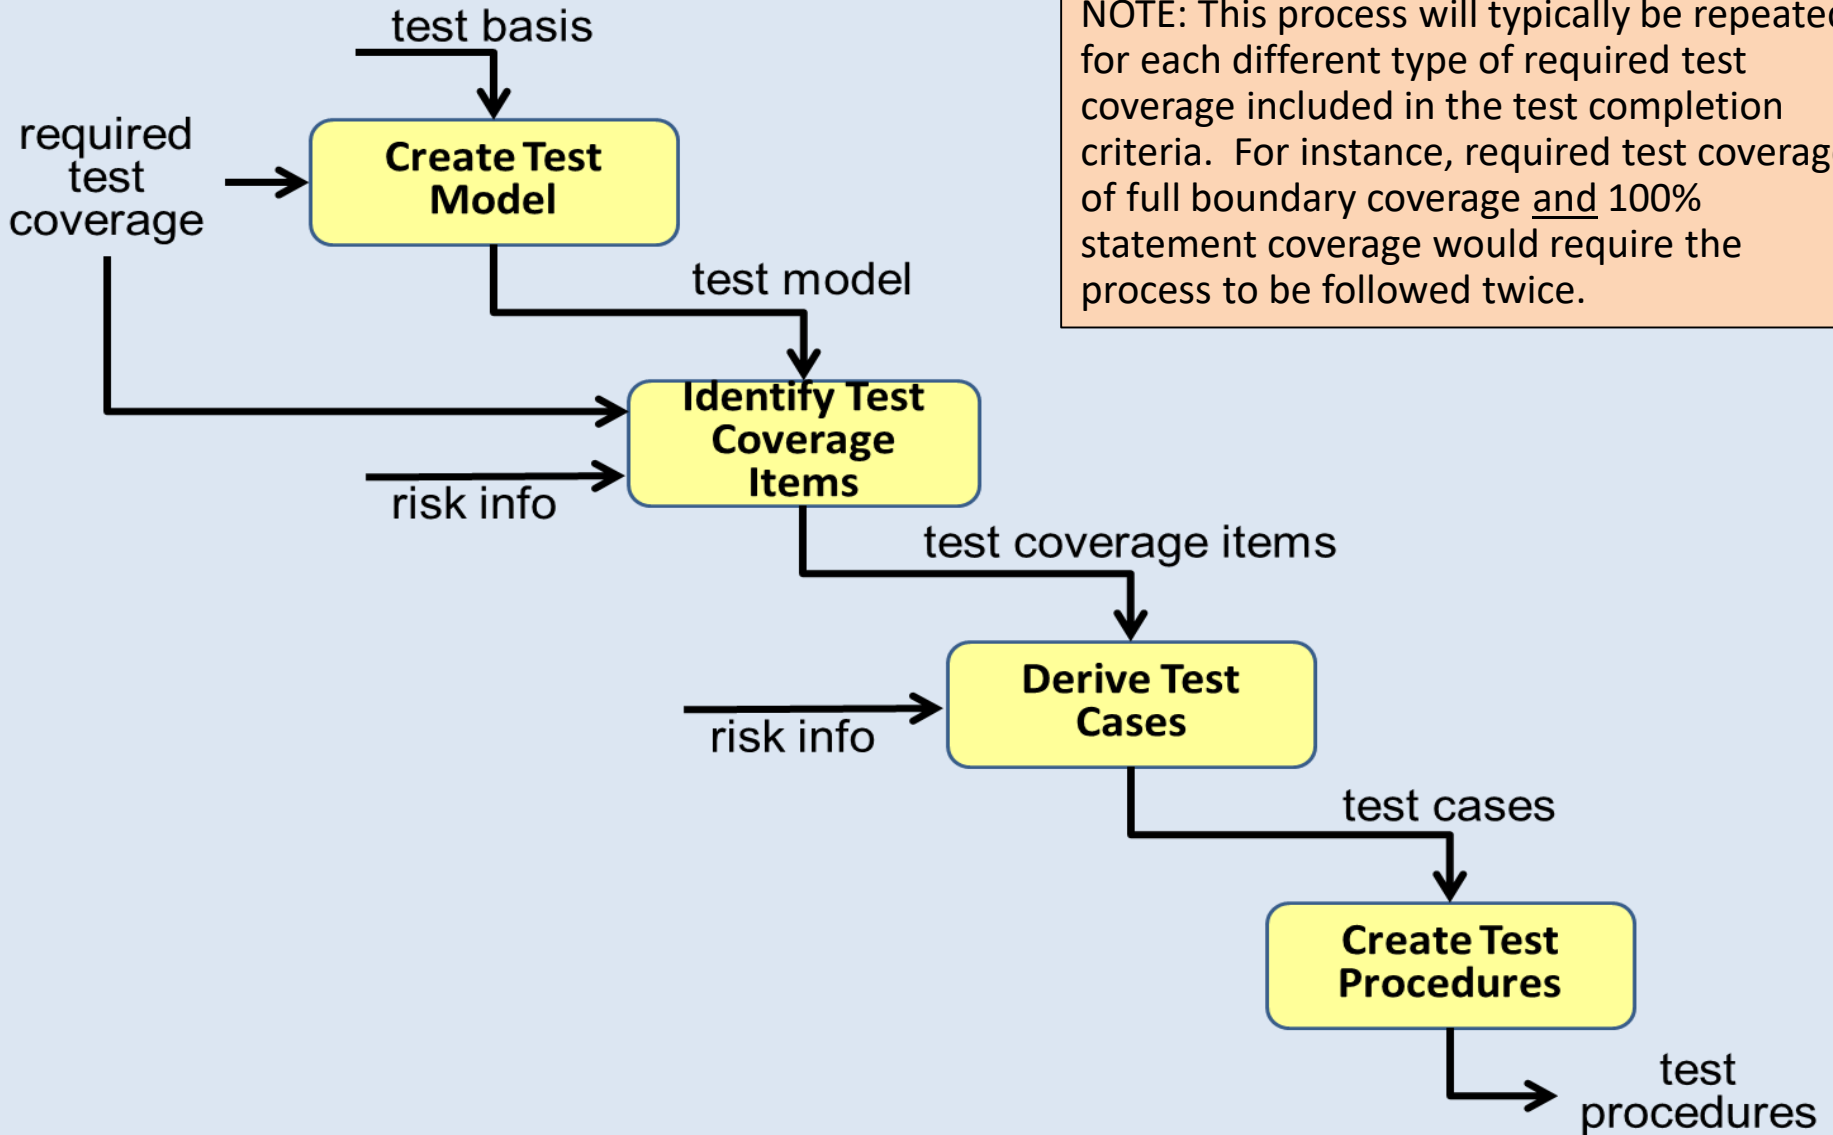 test basis
NOTE: This process will typically be repeated
for each different type of required test
coverage included in the test completion
criteria.  For instance, required test coverag
of full boundary coverage and 100%
statement coverage would require the
process to be followed twice.
required
test
coverage
Create Test
Model
test model
Identify Test
Coverage
Items
risk info
test coverage items
Derive Test
Cases
risk info
test cases
Create Test
Procedures
test
procedures